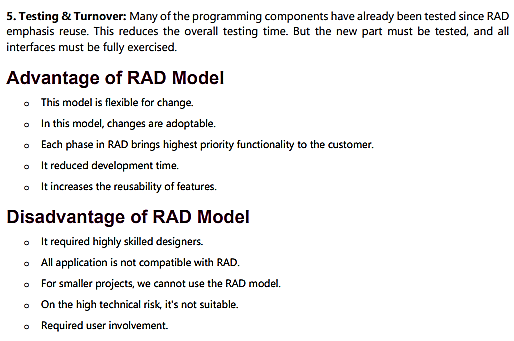 5. Testing & Turnover: Many of the programming components have already been tested since RAD
emphasis reuse. This reduces the overall testing time. But the new part must be tested, and all
interfaces must be fully exercised.
Advantage of RAD Model
o This model is flexible for change.
o In this model, changes are adoptable.
o Each phase in RAD brings highest priority functionality to the customer.
o It reduced development time.
o It increases the reusability of features.
Disadvantage of RAD Model
o It required highly skilled designers.
o All application is not compatible with RAD.
o For smaller projects, we cannot use the RAD model.
o On the high technical risk, it's not suitable.
o Required user involvement.